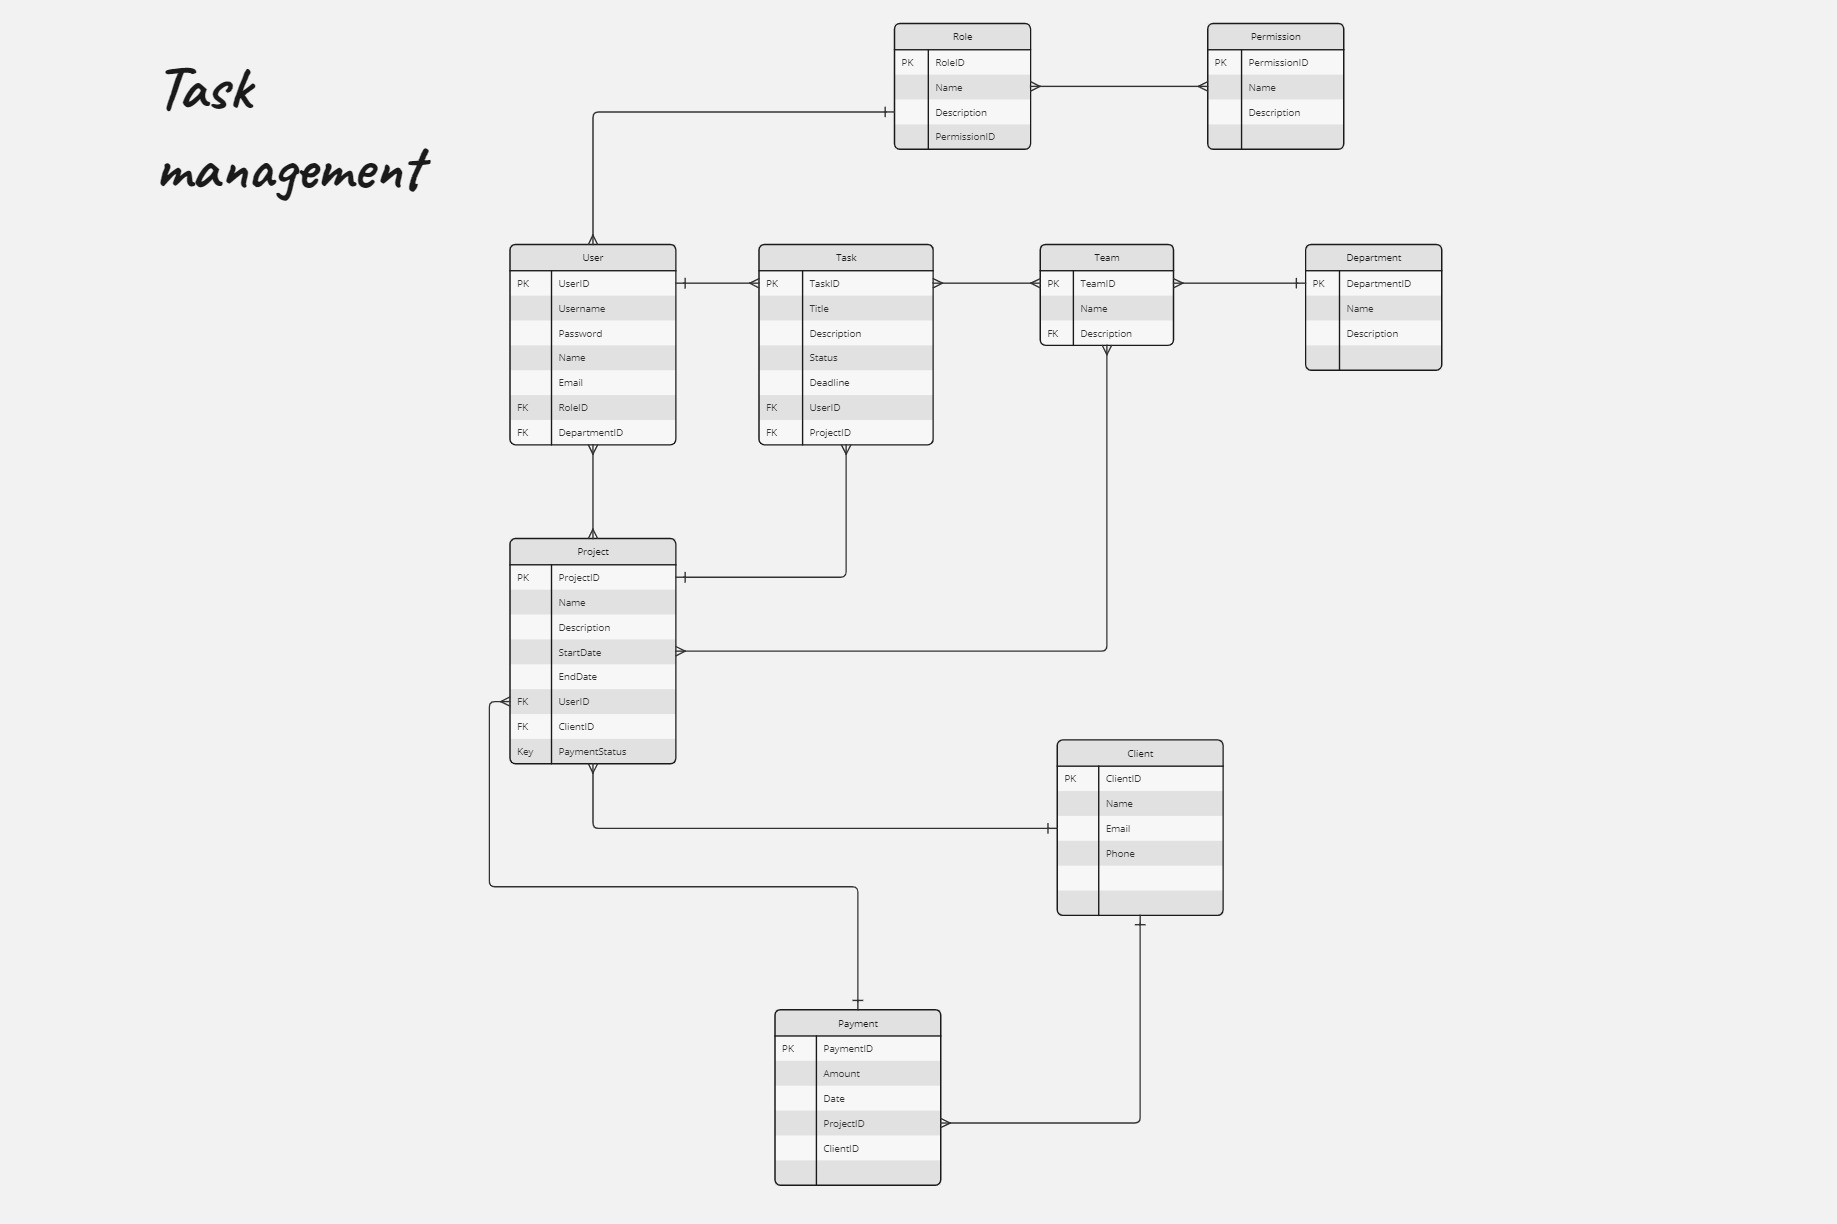 Task
management
Role
PK RoleID
Name
Description
PermissionID
Permission
PK PermissionID
Name
Description
User
PK UserID
Username
Password
Name
Email
FK RoleID
FK DepartmentID
Task
PK TaskID
Title
Description
Status
Deadline
FK UserID
FK ProjectID
Team
PK TeamID
Name
FK Description
Department
PK DepartmentID
Name
Description
Project
PK ProjectID
Name
Description
StartDate
EndDate
FK UserID
FK ClientID
Key PaymentStatus
Client
PK ClientID
Name
Email
Phone
Payment
PK PaymentID
Amount
Date
ProjectID
ClientID